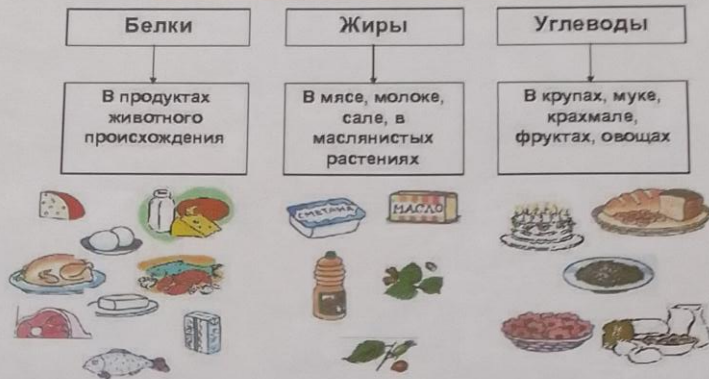 Белки
Жиры
Углеводы
В продуктах
животного
происхождения
В мясе, молоке,
сале, в
маслянистых
растениях
В крупах, муке,
крахмале,
фруктах, овощах
СМЕТАНА
МАСЛО